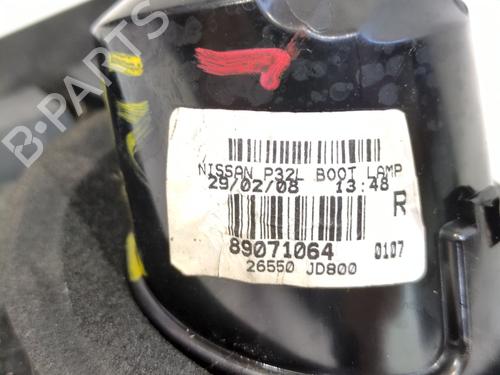 B-PARTS
NISSAN P32L BOOT LAMP
29/02/08 13:48
R
89071064 0107
26550 JD800